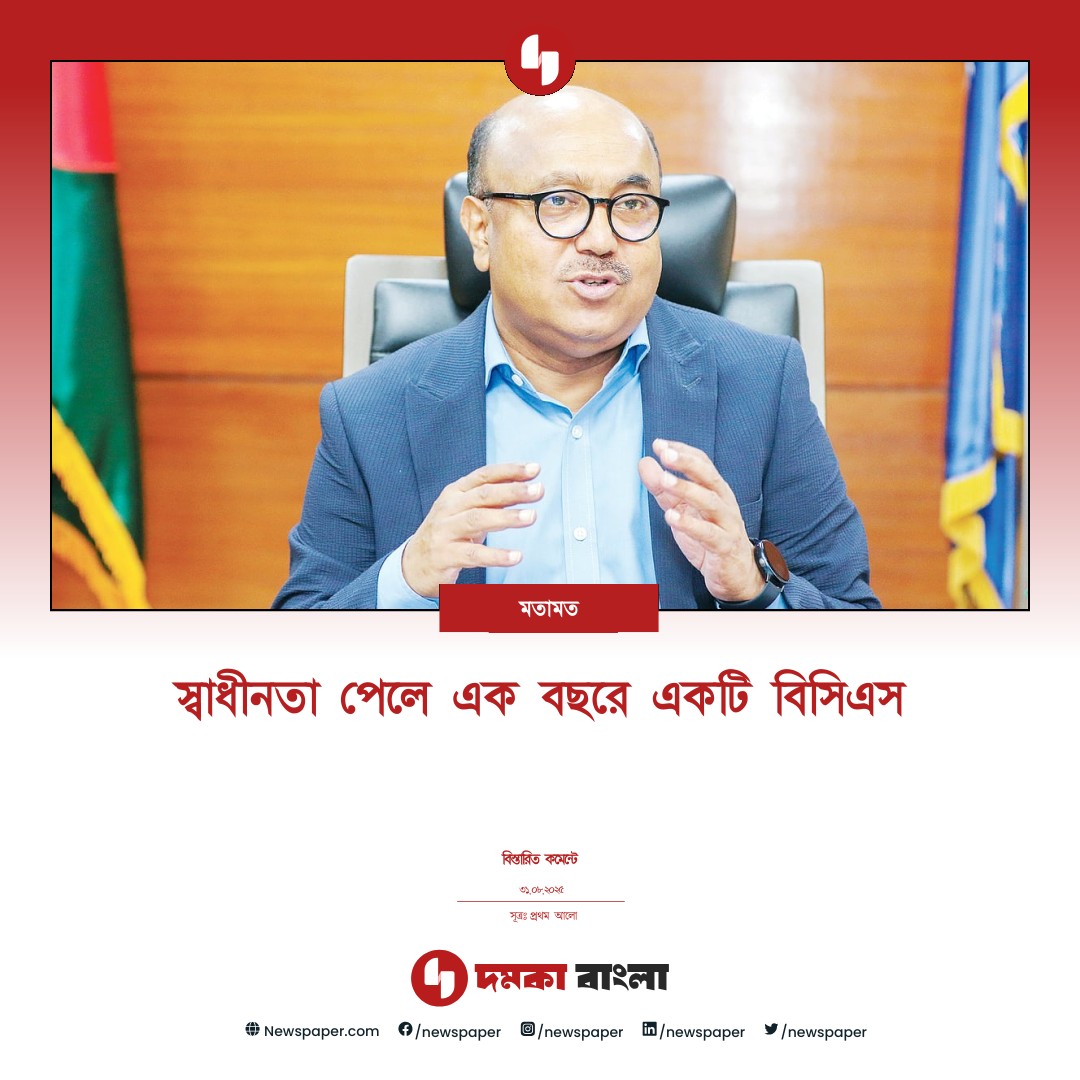 মতামত
স্বাধীনতা পেলে এক বছরে একটি বিসিএস
বিস্তারিত কমেন্টে
৩১.০৮.২০২৫
সূত্রঃ প্রথম আলো
দমকা বাংলা
Newspaper.com /newspaper /newspaper /newspaper /newspaper